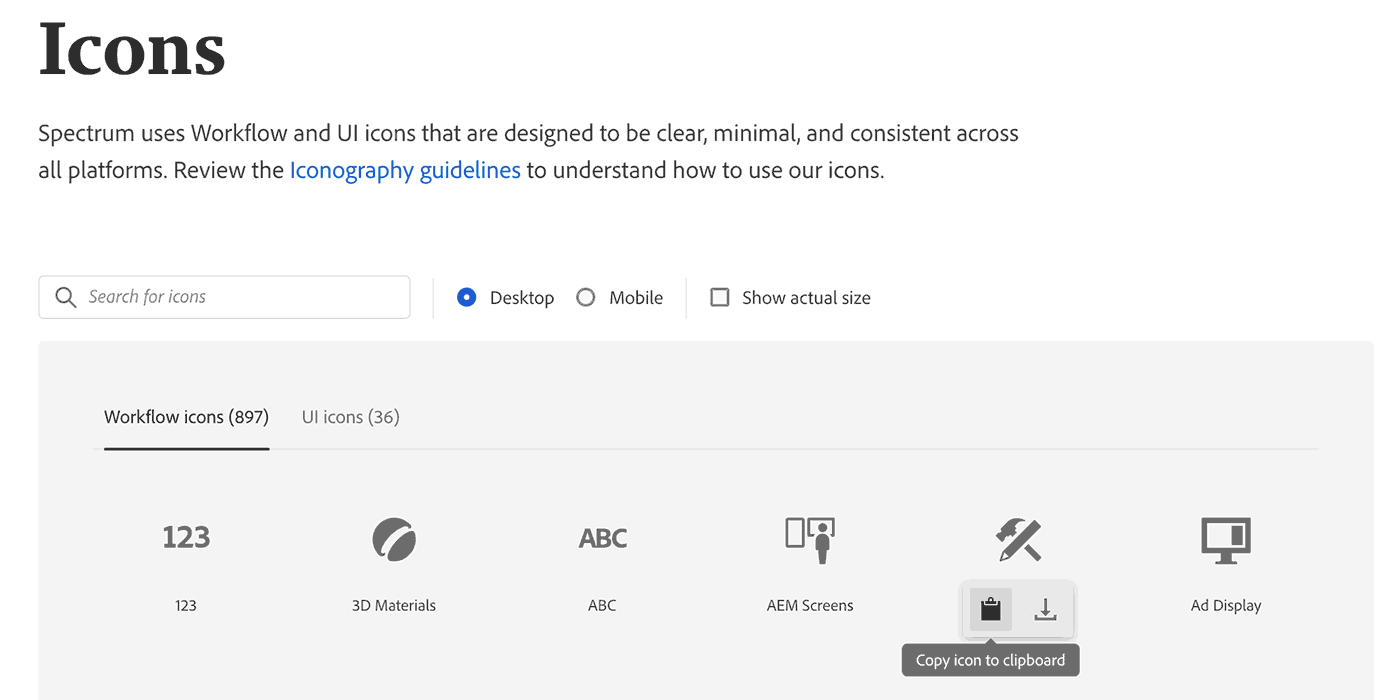 Icons
Spectrum uses Workflow and UI icons that are designed to be clear, minimal, and consistent across
all platforms. Review the Iconography guidelines to understand how to use our icons.
Search for icons
Desktop
Mobile
Show actual size
Workflow icons (897)
UI icons (36)
123
ABC
123
3D Materials
ABC
AEM Screens
Ad Display
Copy icon to clipboard